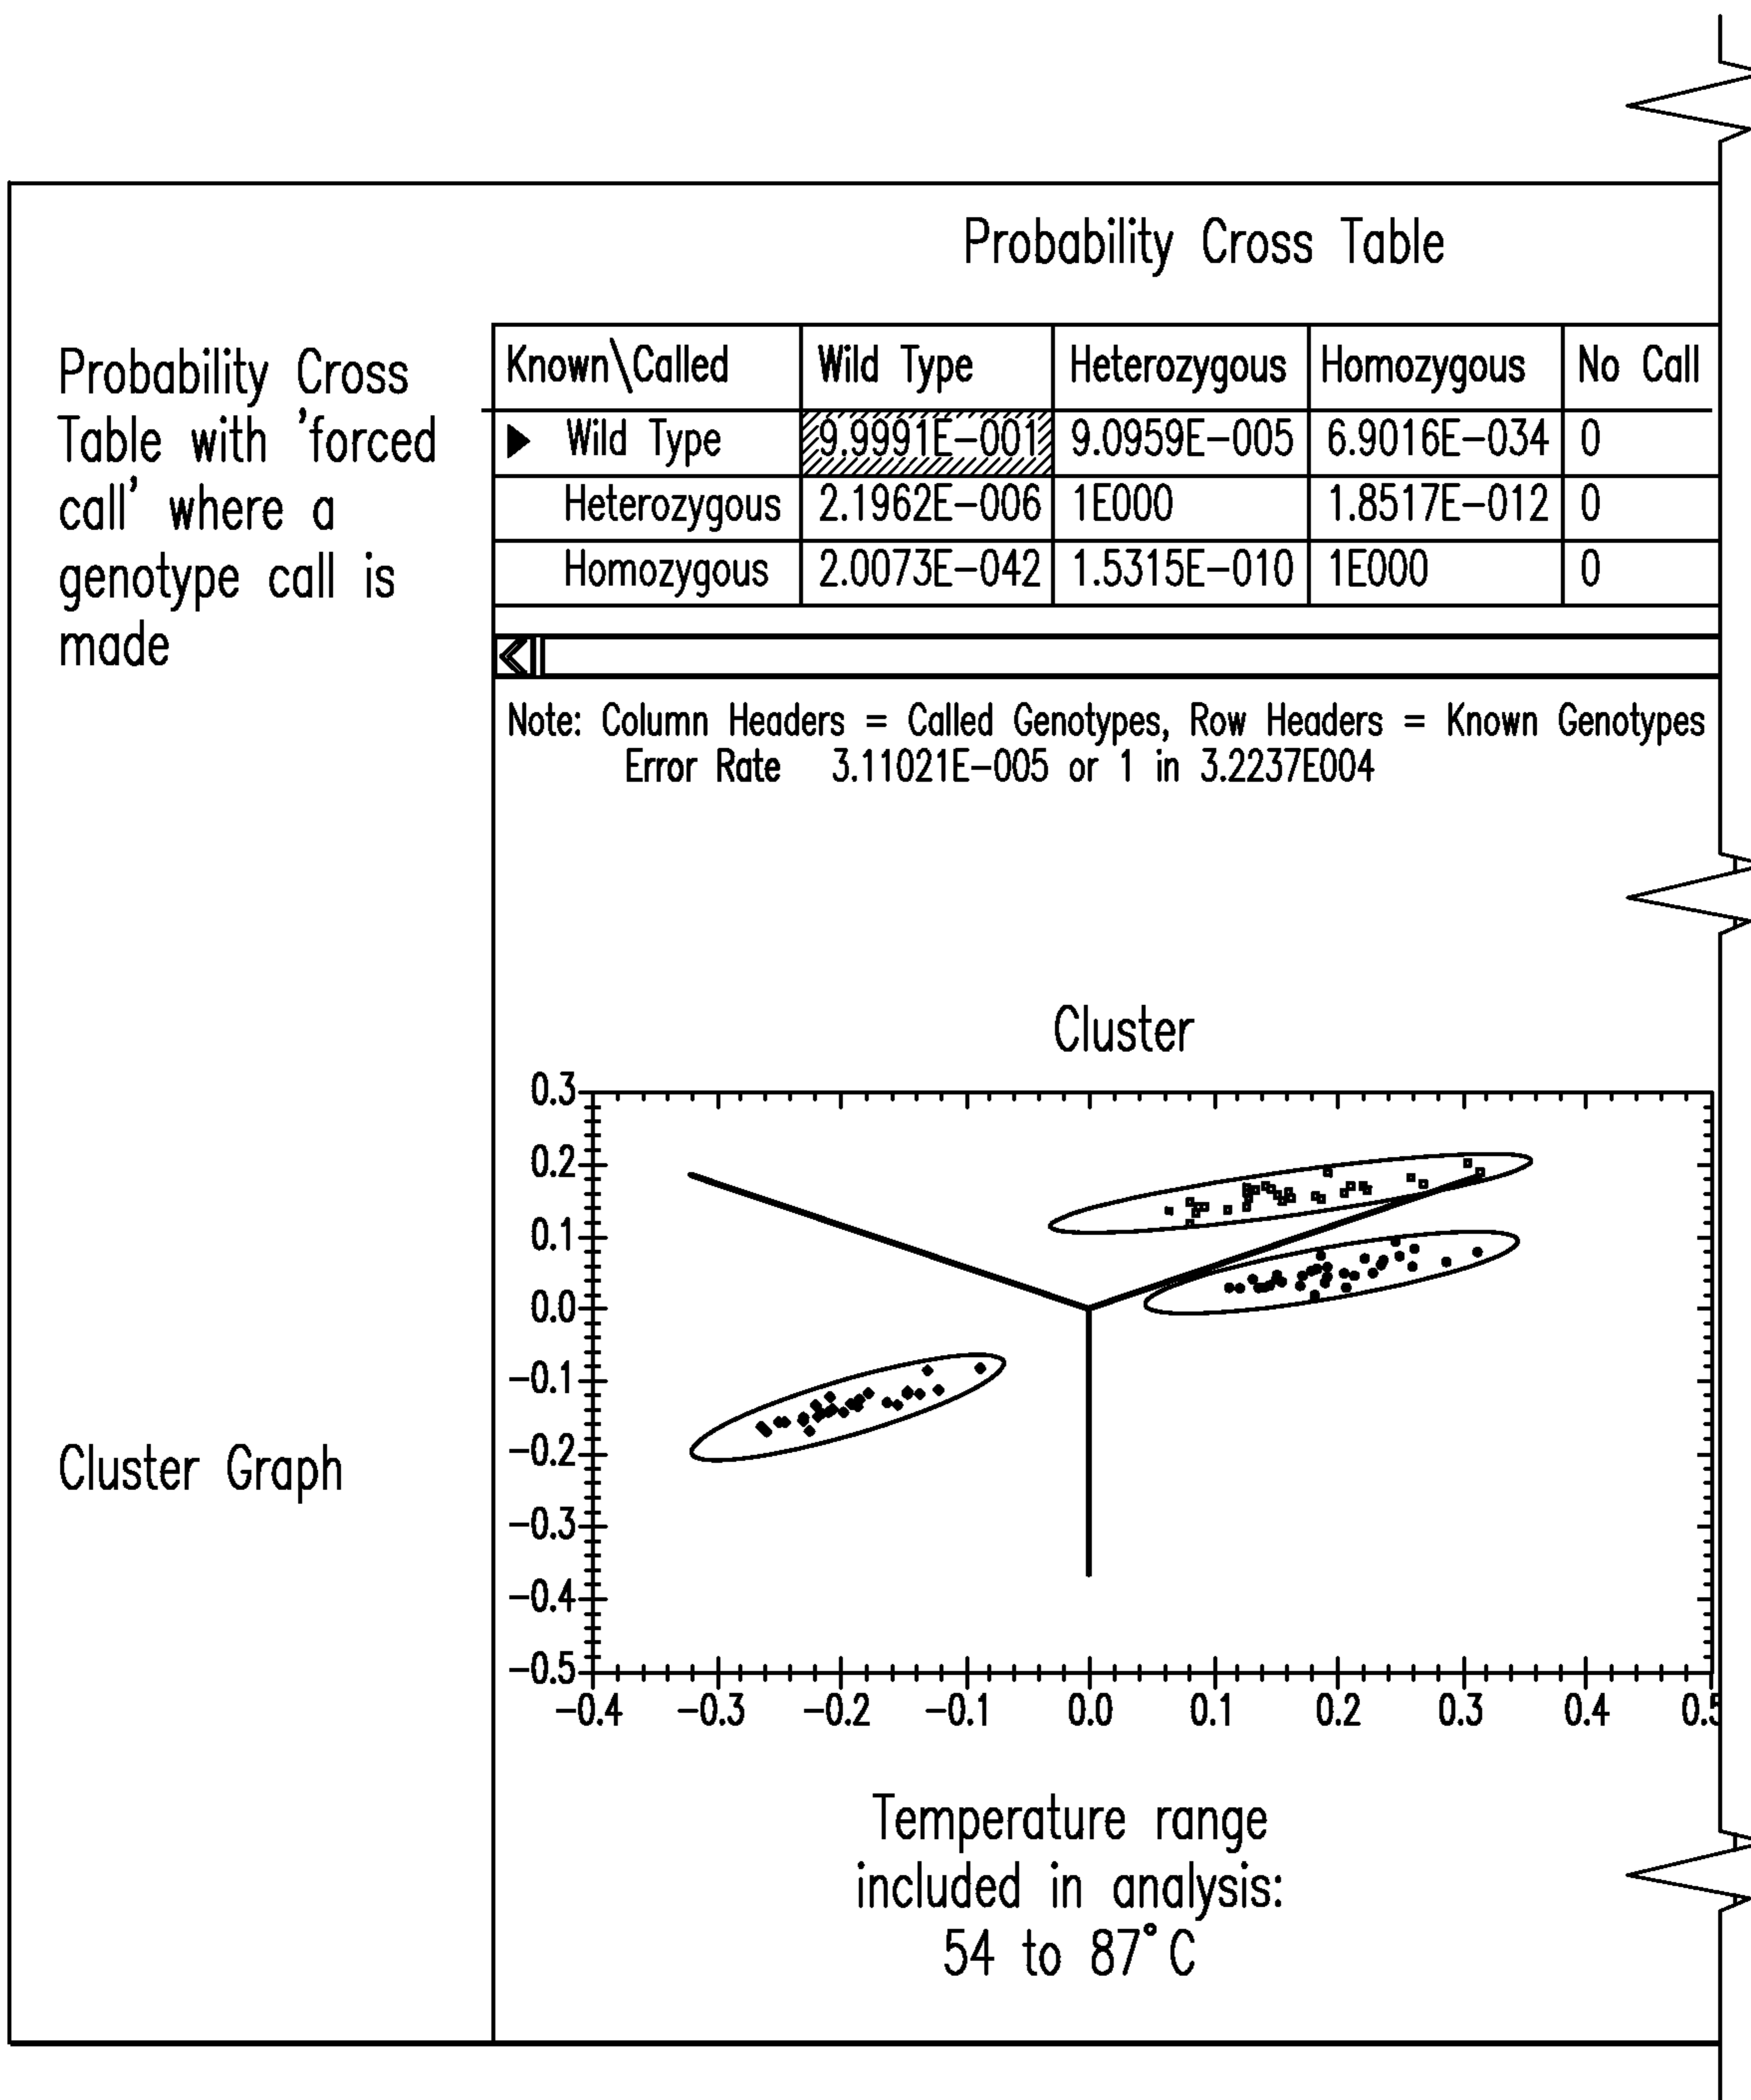 Probability Cross Table
Probability Cross
Table with 'forced
call' where a
genotype call is
made
Known\Called Wild Type Heterozygous Homozygous No Call
Wild Type 9.9991E-001 9.0959E-005 6.9016E-034 0
Heterozygous 2.1962E-006 1E000 1.8517E-012 0
Homozygous 2.0073E-042 1.5315E-010 1E000 0
Note: Column Headers = Called Genotypes, Row Headers = Known Genotypes
Error Rate 3.11021E-005 or 1 in 3.2237E004
Cluster Graph
Cluster
0.3
0.2
0.1
0.0
-0.1
-0.2
-0.3
-0.4
-0.5
-0.4 -0.3 -0.2 -0.1 0.0 0.1 0.2 0.3 0.4 0.5
Temperature range
included in analysis:
54 to 87°C